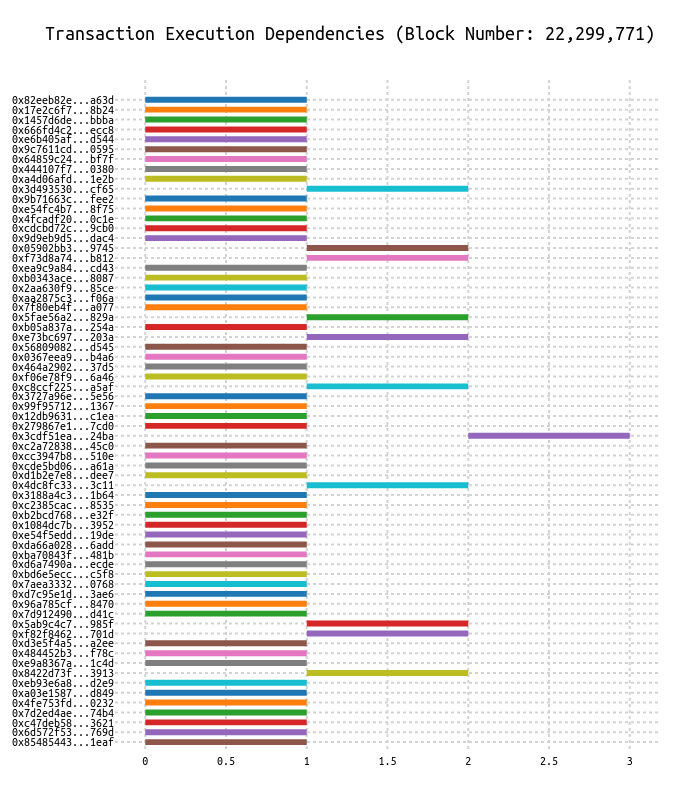 Transaction Execution Dependencies (Block Number: 22,299,771)
0x82eeb82e...a63d
0x17e2c6f7...8b24
0x1457d6de...bbba
0x666fd4c2...ecc8
0xe6b405af...d544
0x9c7611cd...0595
0x64859c24...bf7f
0x444107f7...0380
0xa4d06afd...1e2b
0x3d493530...cf65
0x9b71663c...fee2
0xe54fc4b7...8f75
0x4fcadf20...0c1e
0xcdcbd72c...9cb0
0x9d9eb9d5...dac4
0x05902bb3...9745
0xf73d8a74...b812
0xea9c9a84...cd43
0xb0343ace...8087
0x2aa630f9...85ce
0xaa2875c3...f06a
0x7f80eb4f...a077
0x5fae56a2...829a
0xb05a837a...254a
0xe73bc697...203a
0x56809082...d545
0x0367eea9...b4a6
0x464a2902...37d5
0xf06e78f9...6a46
0xc8ccf225...a5af
0x3727a96e...5e56
0x99f95712...1367
0x12db9631...c1ea
0x279867e1...7cd0
0x3cdf51ea...24ba
0xc2a72838...45c0
0xcc3947b8...510e
0xcde5bd06...a61a
0xd1b2e7e8...dee7
0x4dc8fc33...3c11
0x3188a4c3...1b64
0xc2385cac...8535
0xb2bcd768...e32f
0x1084dc7b...3952
0xe54f5edd...19de
0xda66a028...6add
0xba70843f...481b
0xd6a7490a...ecde
0xbd6e5ecc...c5f8
0x7aea3332...0768
0xd7c95e1d...3ae6
0x96a785cf...8470
0x7d912490...d41c
0x5ab9c4c7...985f
0xf82f8462...701d
0xd3e5f4a5...a2ee
0x484452b3...f78c
0xe9a8367a...1c4d
0x8422d73f...3913
0xeb93e6a8...d2e9
0xa03e1587...d849
0x4fe753fd...0232
0x7d2ed4ae...74b4
0xc47deb58...3621
0x6d572f53...769d
0x85485443...1eaf
0 0.5 1 1.5 2 2.5 3